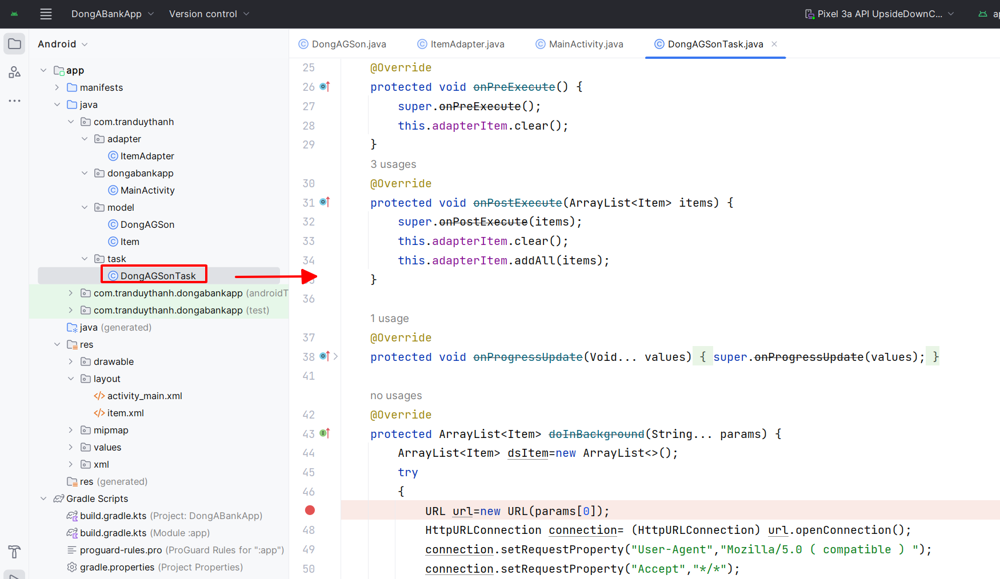 DongABankApp
Version control
Pixel 3a API UpsideDownC...
Android
DongAGSon.java
ItemAdapter.java
MainActivity.java
DongAGSonTask.java
app
manifests
java
com.tranduythanh
adapter
ItemAdapter
dongabankapp
MainActivity
model
DongAGSon
Item
task
DongAGSonTask
com.tranduythanh.dongabankapp (androidT
com.tranduythanh.dongabankapp (test)
java (generated)
res
drawable
layout
activity_main.xml
item.xml
mipmap
values
xml
res (generated)
Gradle Scripts
build.gradle.kts (Project: DongABankApp)
build.gradle.kts (Module :app)
proguard-rules.pro (ProGuard Rules for ":app")
gradle.properties (Project Properties)
25 @Override
26 protected void onPreExecute() {
27 super.onPreExecute();
28 this.adapterItem.clear();
29 }
3 usages
30 @Override
31 protected void onPostExecute(ArrayList<Item> items) {
32 super.onPostExecute(items);
33 this.adapterItem.clear();
34 this.adapterItem.addAll(items);
}
36
1 usage
37 @Override
38 protected void onProgressUpdate(Void... values) { super.onProgressUpdate(values); }
41
no usages
42 @Override
43 protected ArrayList<Item> doInBackground(String... params) {
44 ArrayList<Item> dsItem=new ArrayList<>();
45 try
46 {
URL url=new URL(params[0]);
48 HttpURLConnection connection= (HttpURLConnection) url.openConnection();
49 connection.setRequestProperty("User-Agent","Mozilla/5.0 ( compatible ) ");
50 connection.setRequestProperty("Accept","*/*");